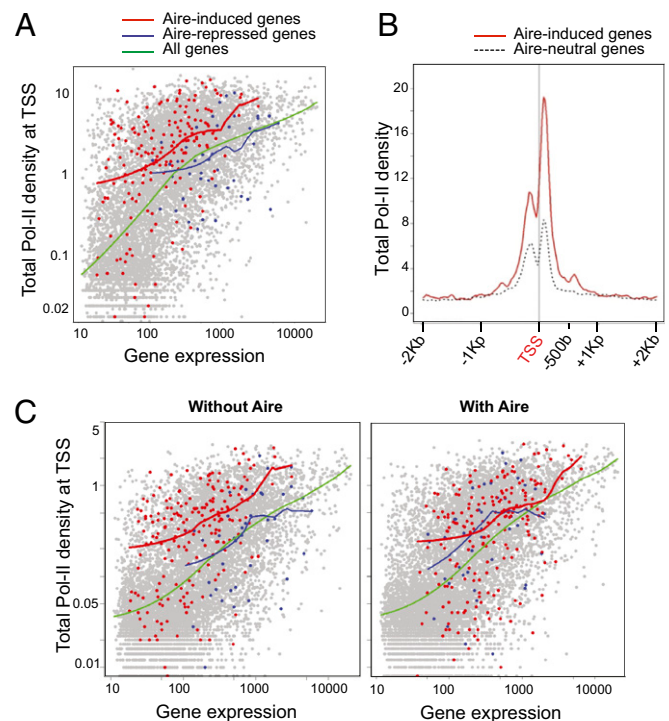 A
Aire-induced genes
Aire-repressed genes
All genes
Total Pol-II density at TSS
10
1
0.1
0.02
10 100 1000 10000
Gene expression
B
Aire-induced genes
Aire-neutral genes
Total Pol-II density
20
16
12
8
4
0
-2Kb -1Kp TSS -500b +1Kp +2Kb
C
Without Aire
With Aire
Total Pol-II density at TSS
5
1
0.05
0.01
10 100 1000 10000
Gene expression
10 100 1000 10000
Gene expression